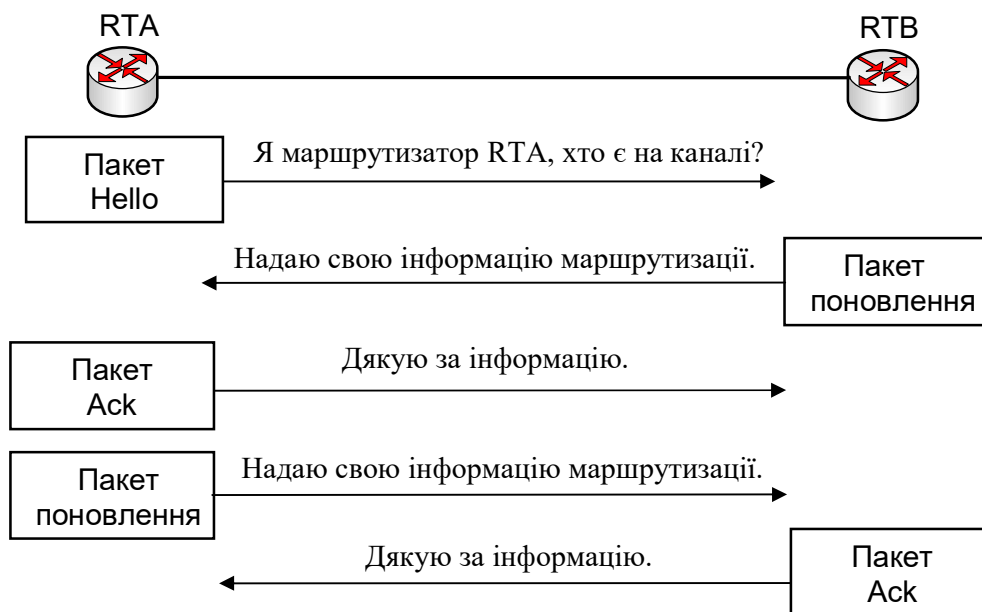 RTA
RTB
Пакет
Hello
Я маршрутизатор RTA, хто є на каналі?
Надаю свою інформацію маршрутизації.
Пакет
поновлення
Пакет
Ack
Дякую за інформацію.
Пакет
поновлення
Надаю свою інформацію маршрутизації.
Дякую за інформацію.
Пакет
Ack